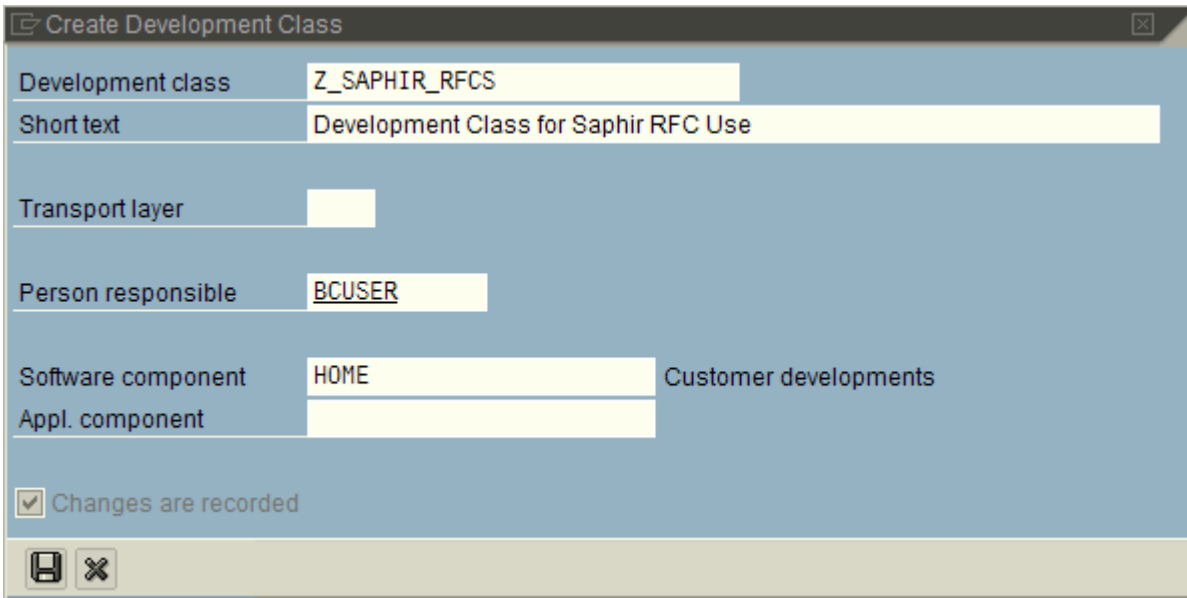 Create Development Class
Development class Z_SAPHIR_RFCS
Short text Development Class for Saphir RFC Use
Transport layer
Person responsible BCUSER
Software component HOME Customer developments
Appl. component
Changes are recorded